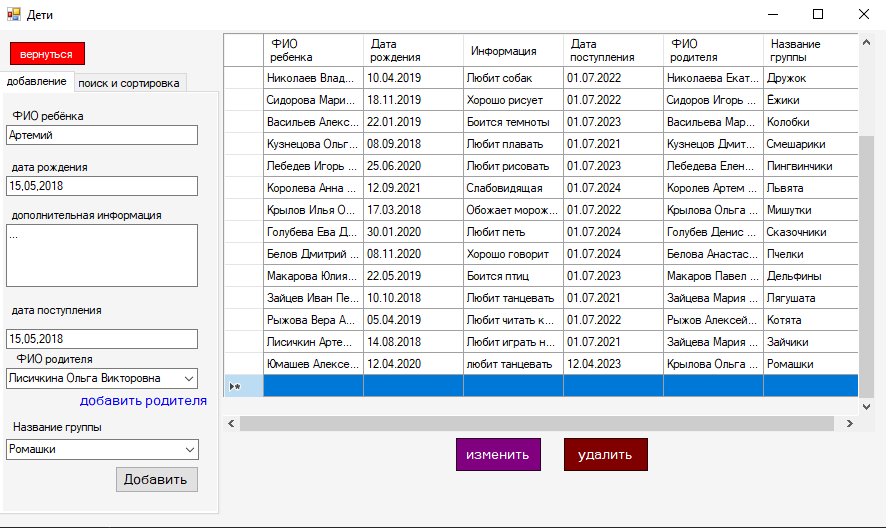 Дети
вернуться
добавление поиск и сортировка
ФИО ребёнка
Артемий
дата рождения
15,05,2018
дополнительная информация
...
дата поступления
15,05,2018
ФИО родителя
Лисичкина Ольга Викторовна
добавить родителя
Название группы
Ромашки
Добавить
ФИО ребенка Дата рождения Информация Дата поступления ФИО родителя Название группы
Николаев Влад... 10.04.2019 Любит собак 01.07.2022 Николаева Екат... Дружок
Сидорова Мари... 18.11.2019 Хорошо рисует 01.07.2022 Сидоров Игорь ... Ежики
Васильев Алекс... 22.01.2019 Боится темноты 01.07.2023 Васильева Мар... Колобки
Кузнецова Ольг... 08.09.2018 Любит плавать 01.07.2021 Кузнецов Дмит... Смешарики
Лебедев Игорь ... 25.06.2020 Любит рисовать 01.07.2023 Лебедева Елен... Пингвинчики
Королева Анна ... 12.09.2021 Слабовидящая 01.07.2024 Королев Артем ... Львята
Крылов Илья О... 17.03.2018 Обожает морож... 01.07.2022 Крылова Ольга ... Мишутки
Голубева Ева Д... 30.01.2020 Любит петь 01.07.2024 Голубев Денис ... Сказочники
Белов Дмитрий ... 08.11.2020 Хорошо говорит 01.07.2024 Белова Анастас... Пчелки
Макарова Юлия... 22.05.2019 Боится птиц 01.07.2023 Макаров Павел ... Дельфины
Зайцев Иван Пе... 10.10.2018 Любит танцевать 01.07.2021 Зайцева Мария ... Лягушата
Рыжова Вера А... 05.04.2019 Любит читать к... 01.07.2022 Рыжов Алексей... Котята
Лисичкин Арте... 14.08.2018 Любит играть н... 01.07.2021 Зайцева Мария ... Зайчики
Юмашев Алексе... 12.04.2020 любит танцевать 12.04.2023 Крылова Ольга ... Ромашки
изменить удалить